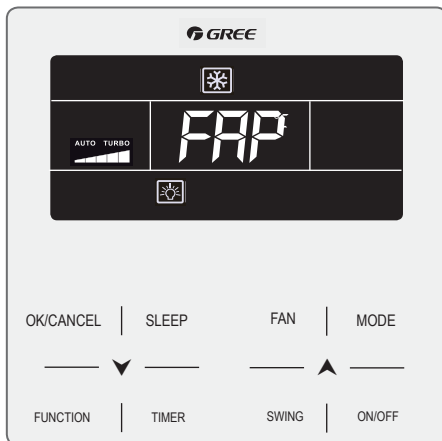 GREE
AUTO TURBO
FAP
OK/CANCEL SLEEP FAN MODE
FUNCTION TIMER SWING ON/OFF